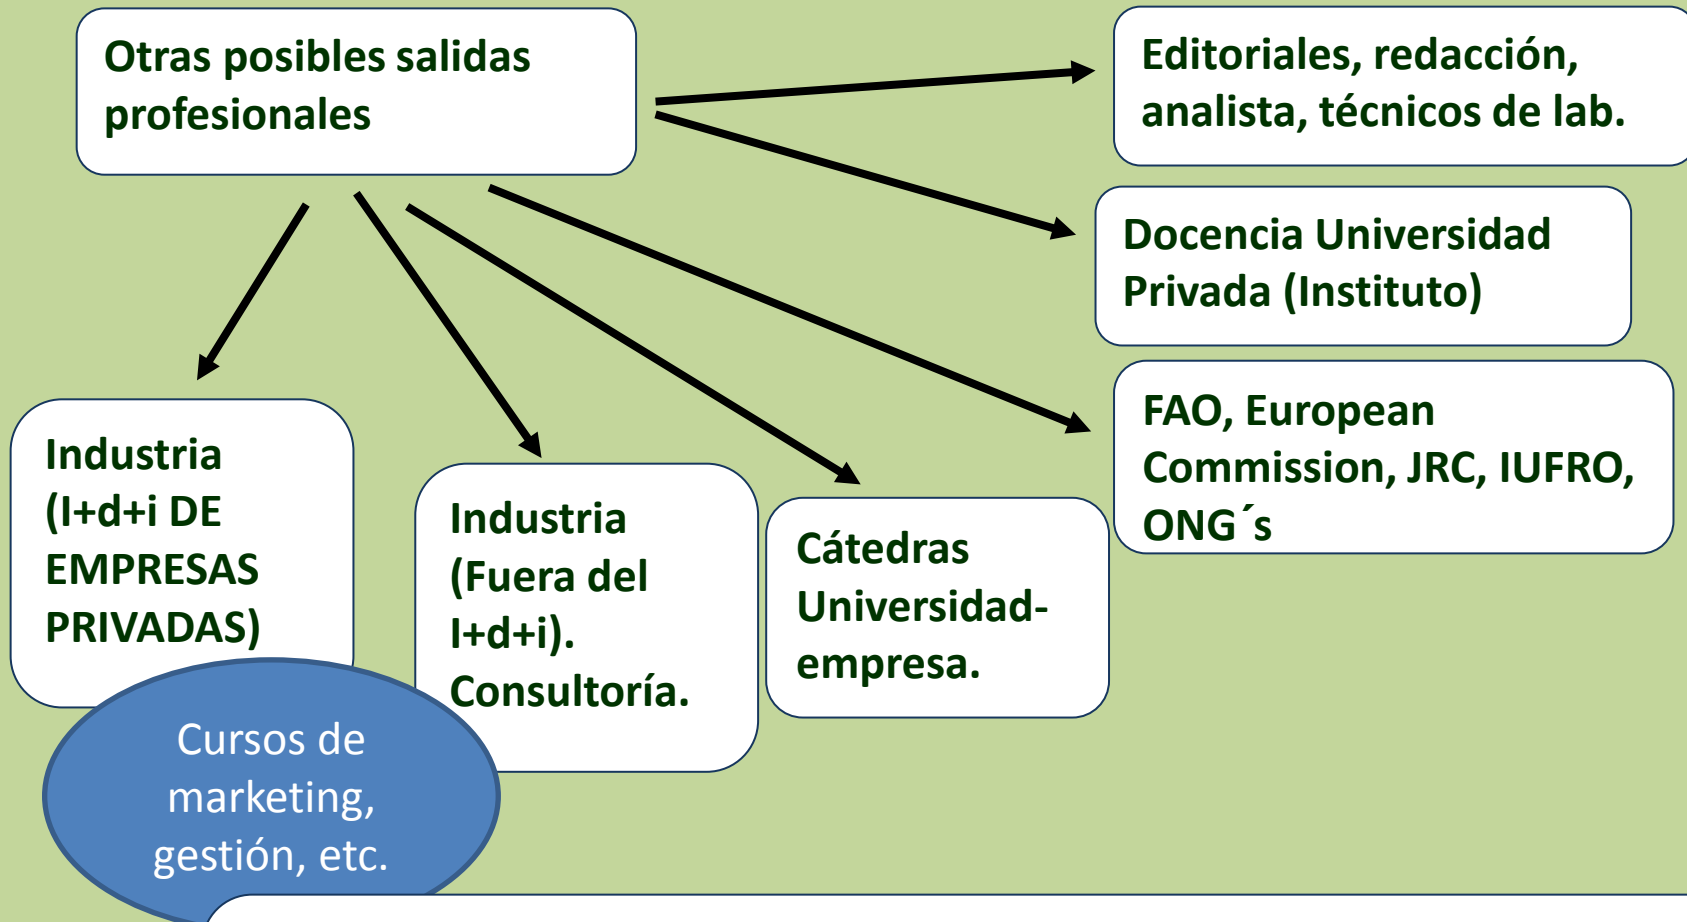 Otras posibles salidas
profesionales
Editoriales, redacción,
analista, técnicos de lab.
Docencia Universidad
Privada (Instituto)
FAO, European
Commission, JRC, IUFRO,
ONG´s
Industria
(I+d+i DE
EMPRESAS
PRIVADAS)
Industria
(Fuera del
I+d+i).
Consultoría.
Cátedras
Universidad-
empresa.
Cursos de
marketing,
gestión, etc.